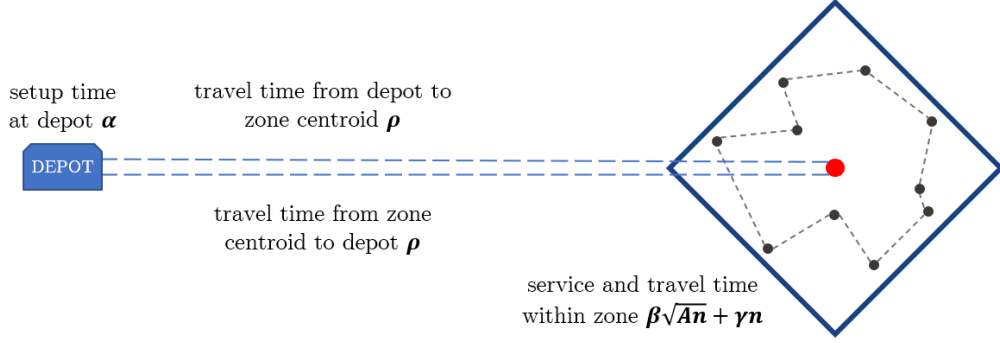 setup time
at depot α
DEPOT
travel time from depot to
zone centroid ρ
travel time from zone
centroid to depot ρ
service and travel time
within zone β√An + γn